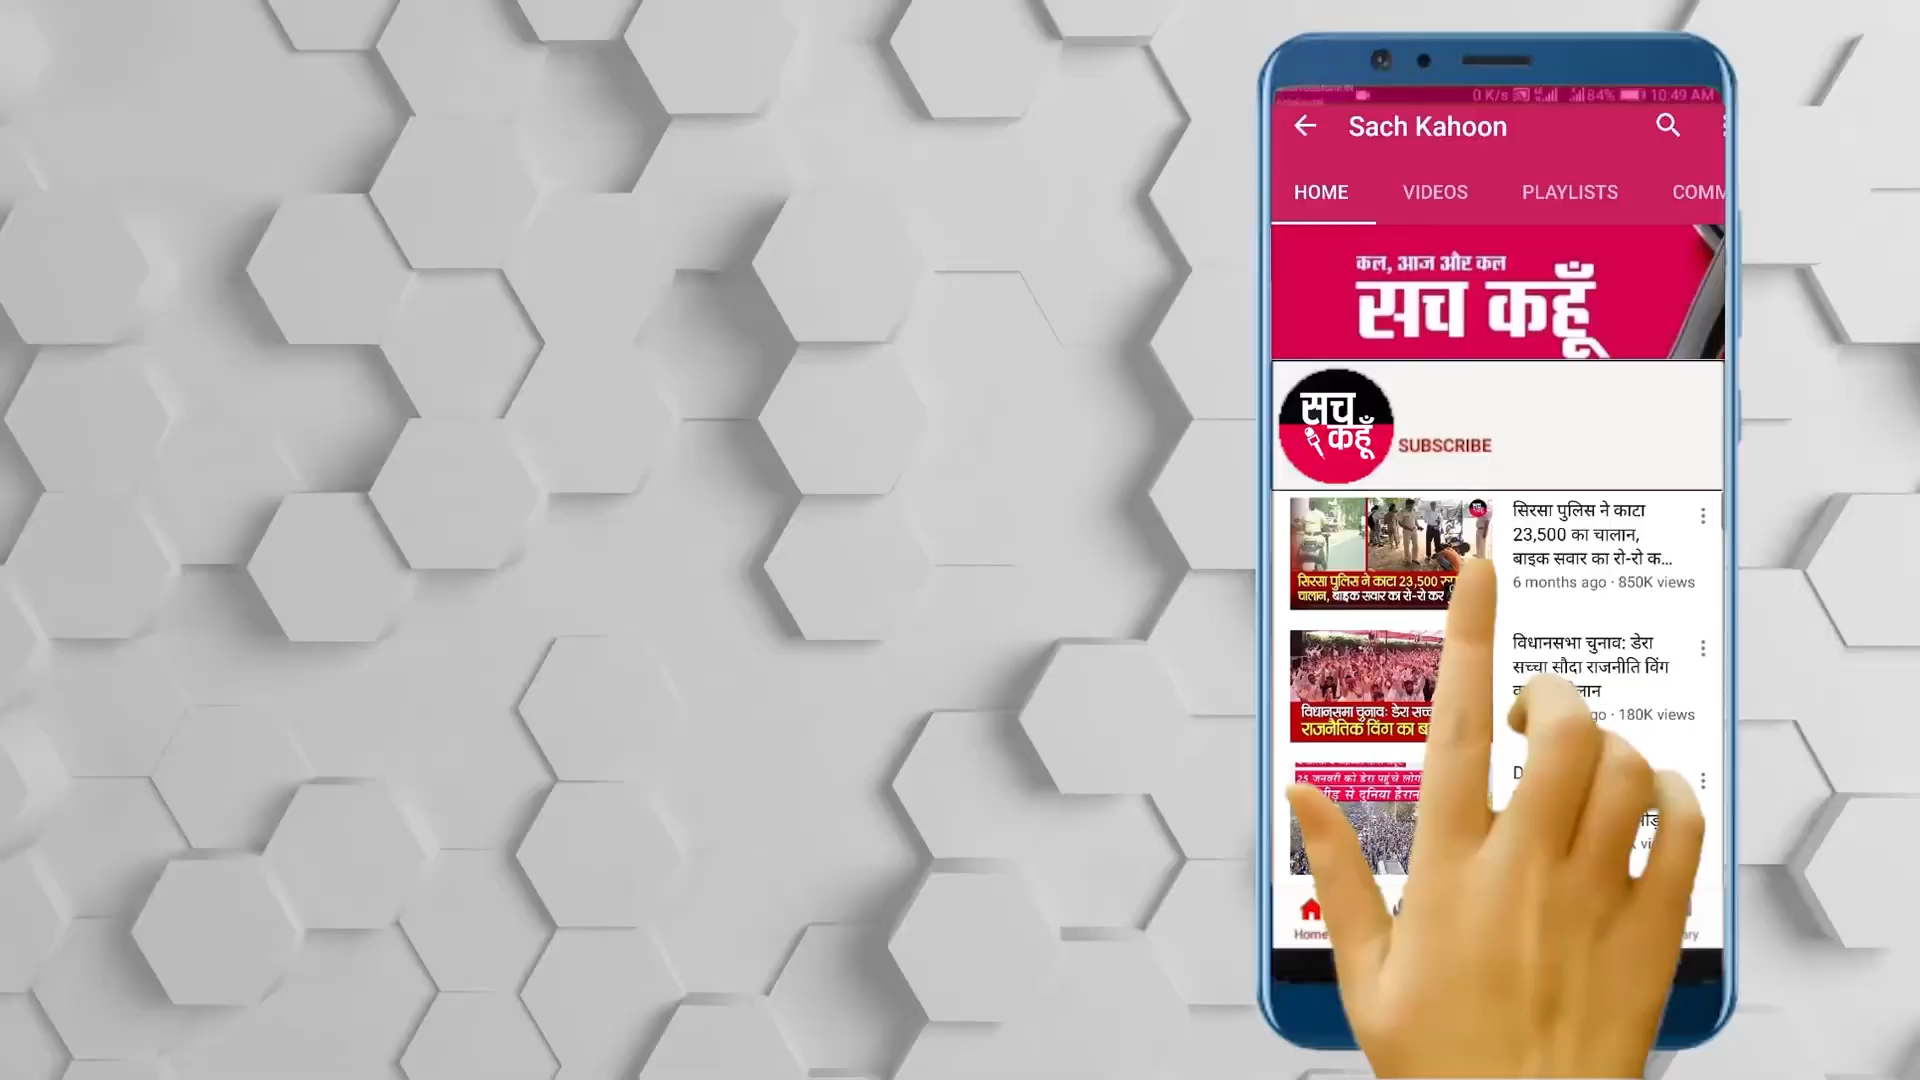 0 K/s 84% 10:49 AM
Sach Kahoon
HOME VIDEOS PLAYLISTS COMM
कल, आज और कल
सच कहूँ
सच
कहूँ
SUBSCRIBE
सिरसा पुलिस ने काटा 23,500
चालान, बाइक सवार का रो-रो कर
सिरसा पुलिस ने काटा
23,500 का चालान,
बाइक सवार का रो-रो क...
6 months ago · 850K views
विधानसभा चुनाव: डेरा
राजनैतिक विंग का
विधानसभा चुनाव: डेरा
सच्चा सौदा राजनीति विंग
180K views
25 जनवरी को डेरा पहुंचे
से दुनिया हैरान
Home